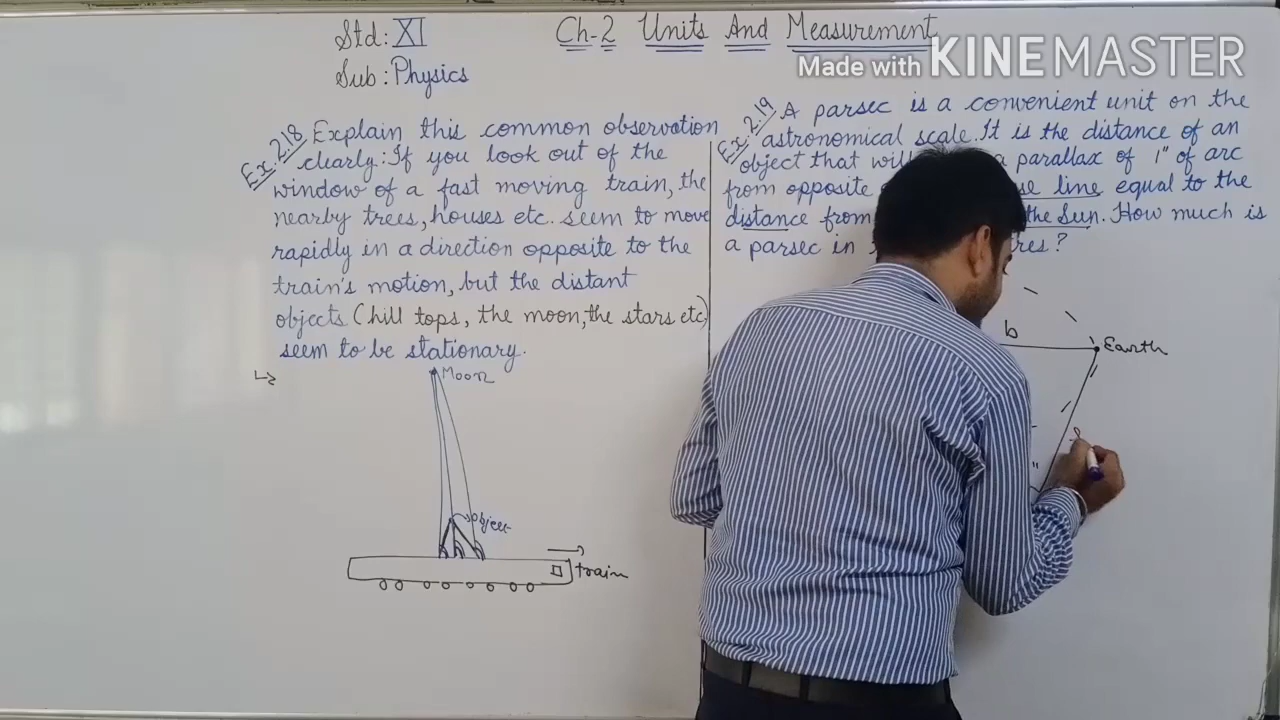 Std: XI
Ch-2 Units And Measurement
Sub: Physics
Made with KINEMASTER
Ex. 2.18 Explain this common observation
clearly: If you look out of the
window of a fast moving train, the
nearby trees, houses etc. seem to move
rapidly in a direction opposite to the
train's motion, but the distant
objects (hill tops, the moon, the stars etc)
seem to be stationary.
Moon
object
train
Ex. 2.19 A parsec is a convenient unit on the
astronomical scale. It is the distance of an
object that will a parallax of 1" of arc
from opposite line equal to the
distance from the Sun. How much is
a parsec in
b
Earth